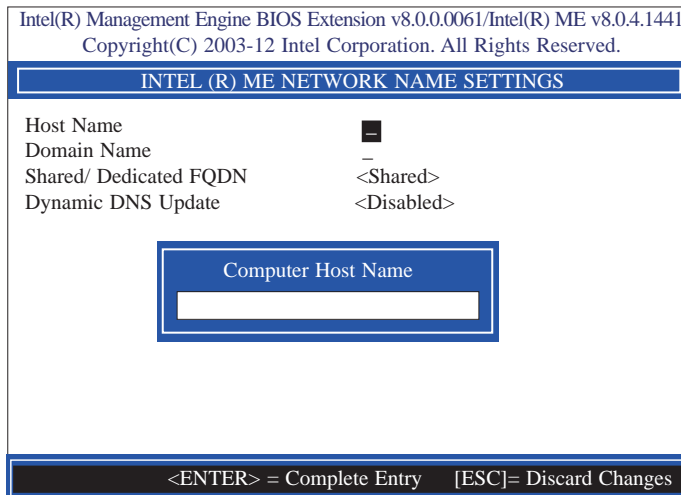 Intel(R) Management Engine BIOS Extension v8.0.0.0061/Intel(R) ME v8.0.4.1441
Copyright(C) 2003-12 Intel Corporation. All Rights Reserved.
INTEL (R) ME NETWORK NAME SETTINGS
Host Name _
Domain Name _
Shared/ Dedicated FQDN <Shared>
Dynamic DNS Update <Disabled>
Computer Host Name
<ENTER> = Complete Entry [ESC]= Discard Changes